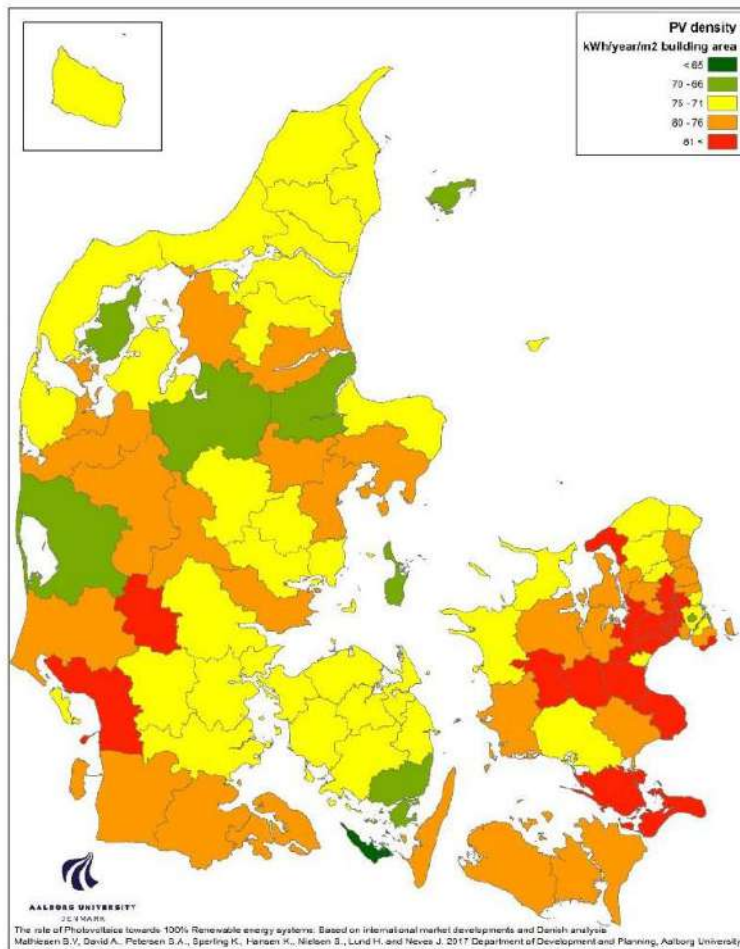 PV density
kWh/year/m2 building area
< 65
70 - 66
75 - 71
80 - 76
81 <
AALBORG UNIVERSITY
DENMARK
The role of Photovoltaics towards 100% Renewable energy systems: Based on international market developments and Danish analysis
Mathiesen B.V, David A., Petersen S.A., Sperling K., Hansen K., Nielsen S., Lund H. and Neves J. 2017 Department of Development and Planning, Aalborg University